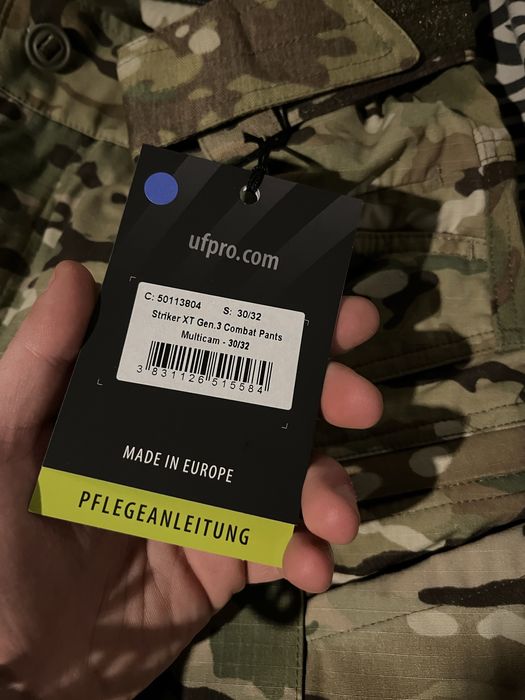 ufpro.com
C: 50113804 S: 30/32
Striker XT Gen.3 Combat Pants
Multicam - 30/32
3 831126 515584
MADE IN EUROPE
PFLEGEANLEITUNG